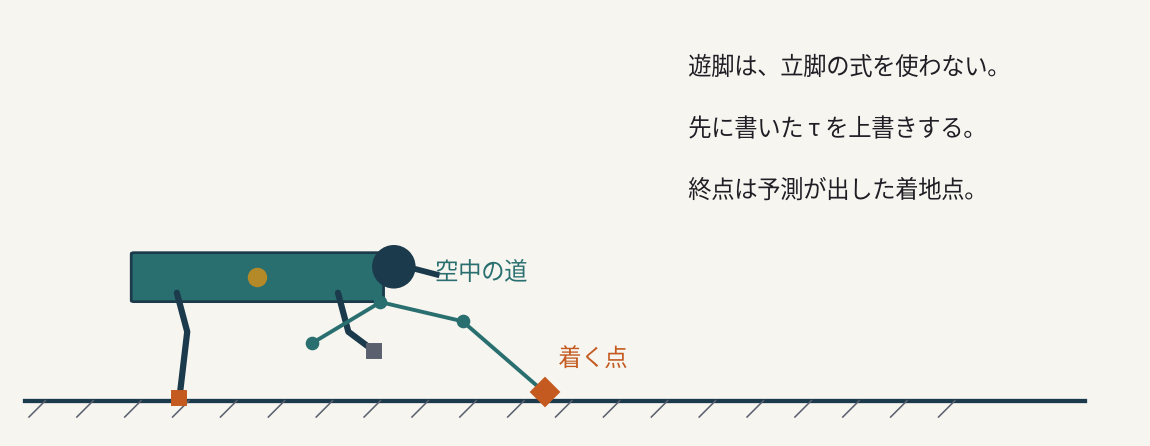 遊脚は、立脚の式を使わない。
先に書いた τ を上書きする。
終点は予測が出した着地点。
空中の道
着く点